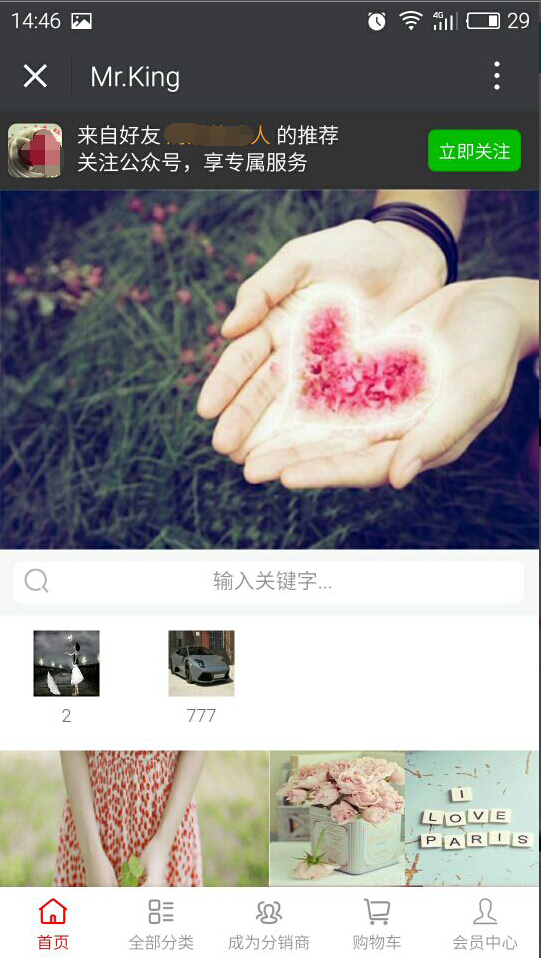 14:46
4G
29
Mr.King
来自好友 人 的推荐
关注公众号，享专属服务
立即关注
输入关键字...
2
777
I
LOVE
PARIS
首页
全部分类
成为分销商
购物车
会员中心